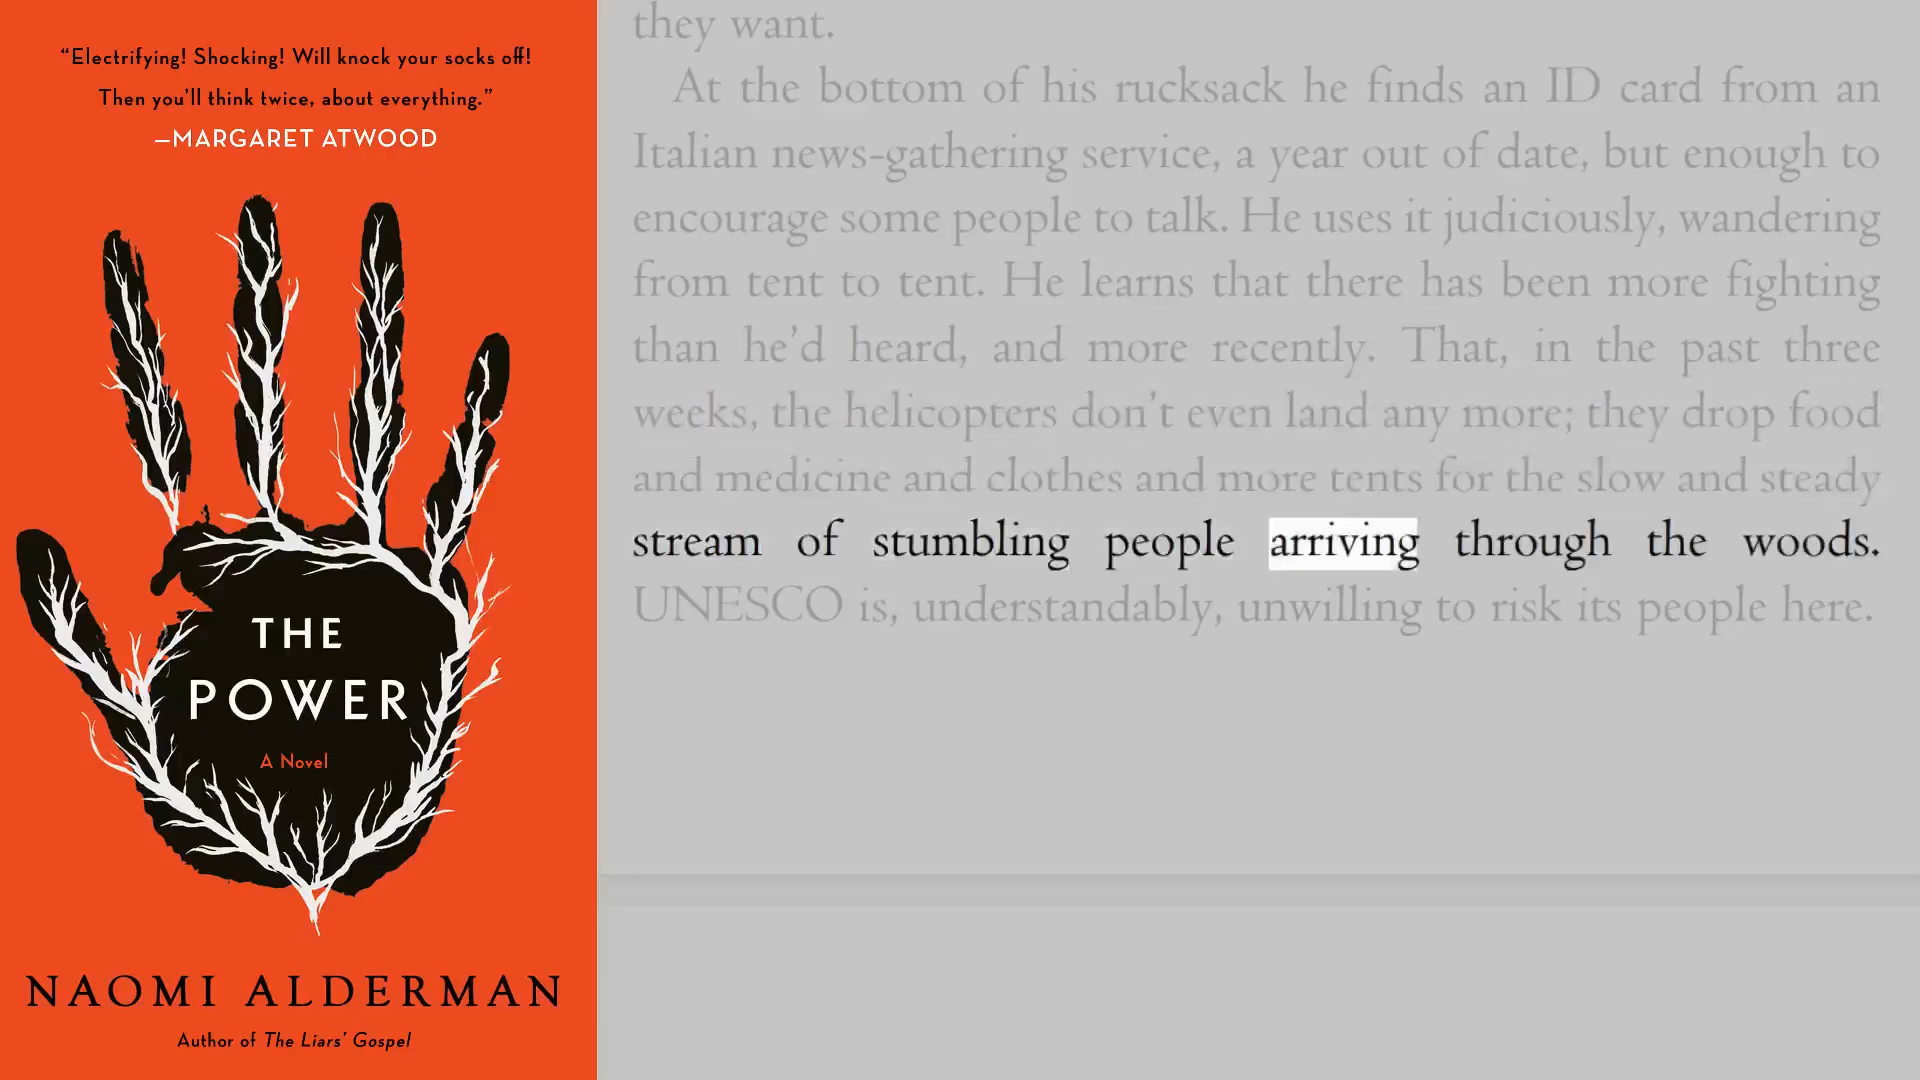 “Electrifying! Shocking! Will knock your socks off!
Then you’ll think twice, about everything.”
—MARGARET ATWOOD
THE
POWER
A Novel
NAOMI ALDERMAN
Author of The Liars’ Gospel
they want.
At the bottom of his rucksack he finds an ID card from an
Italian news-gathering service, a year out of date, but enough to
encourage some people to talk. He uses it judiciously, wandering
from tent to tent. He learns that there has been more fighting
than he’d heard, and more recently. That, in the past three
weeks, the helicopters don’t even land any more; they drop food
and medicine and clothes and more tents for the slow and steady
stream of stumbling people arriving through the woods.
UNESCO is, understandably, unwilling to risk its people here.